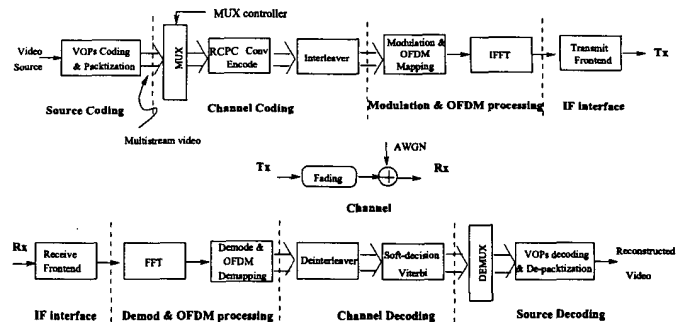 MUX controller
Video
Source
VOPs Coding
& Packtization
MUX
RCPC Conv
Encode
Interleaver
Modulation &
OFDM
Mapping
IFFT
Transmit
Frontend
Tx
Source Coding
Channel Coding
Modulation & OFDM processing
IF interface
Multistream video
AWGN
Tx
Fading
Rx
Channel
Rx
Receive
Frontend
FFT
Demode &
OFDM
Demapping
Deinterleaver
Soft-decision
Viterbi
DEMUX
VOPs decoding
& De-packtization
Reconstructed
Video
IF interface
Demod & OFDM processing
Channel Decoding
Source Decoding